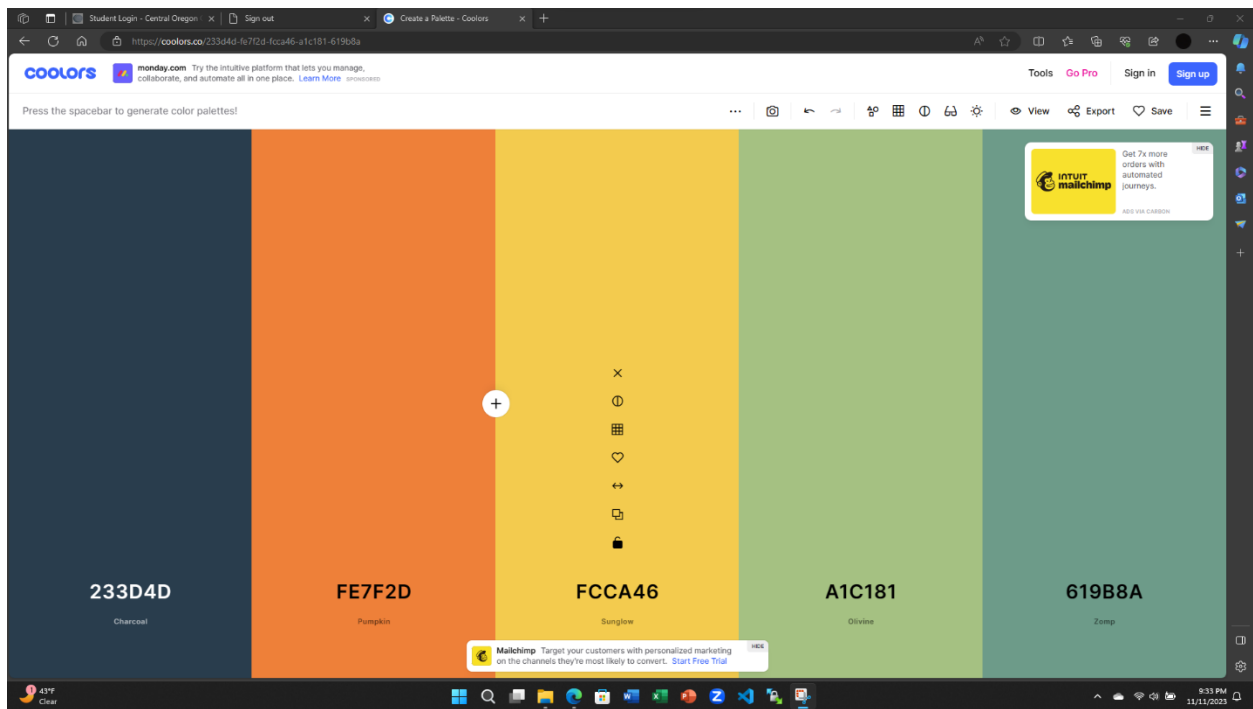 Student Login - Central Oregon
Sign out
Create a Palette - Coolors
https://coolors.co/233d4d-fe7f2d-fcca46-a1c181-619b8a
coolors
monday.com Try the intuitive platform that lets you manage,
collaborate, and automate all in one place. Learn More SPONSORED
Tools
Go Pro
Sign in
Sign up
Press the spacebar to generate color palettes!
View
Export
Save
HIDE
INTUIT
mailchimp
Get 7x more
orders with
automated
journeys.
ADS VIA CARBON
233D4D
Charcoal
FE7F2D
Pumpkin
FCCA46
Sunglow
A1C181
Olivine
619B8A
Zomp
Mailchimp Target your customers with personalized marketing
on the channels they're most likely to convert. Start Free Trial
HIDE
1
43°F
Clear
9:33 PM
11/11/2023